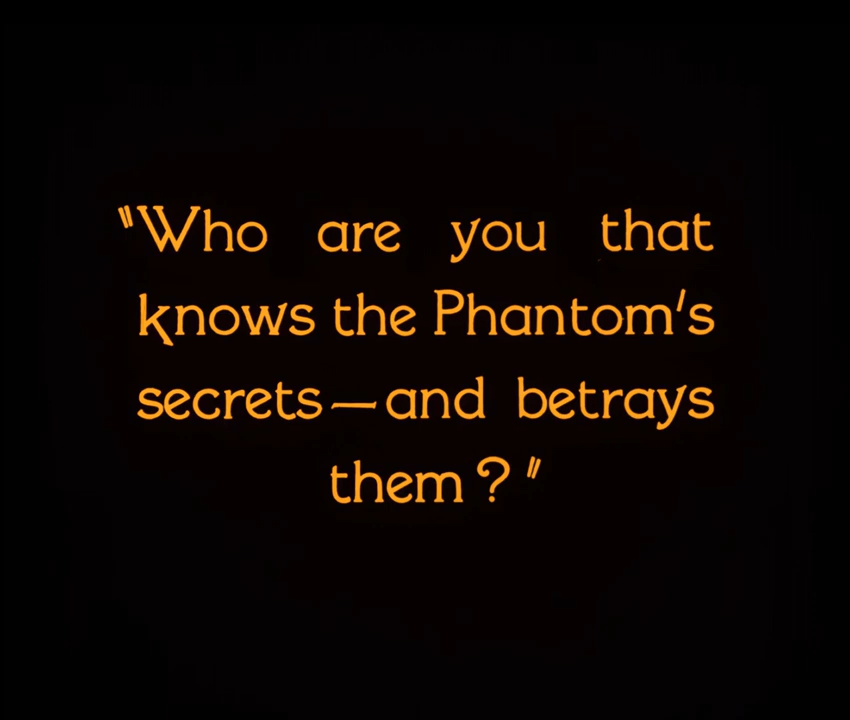 "Who are you that
knows the Phantom's
secrets—and betrays
them?"